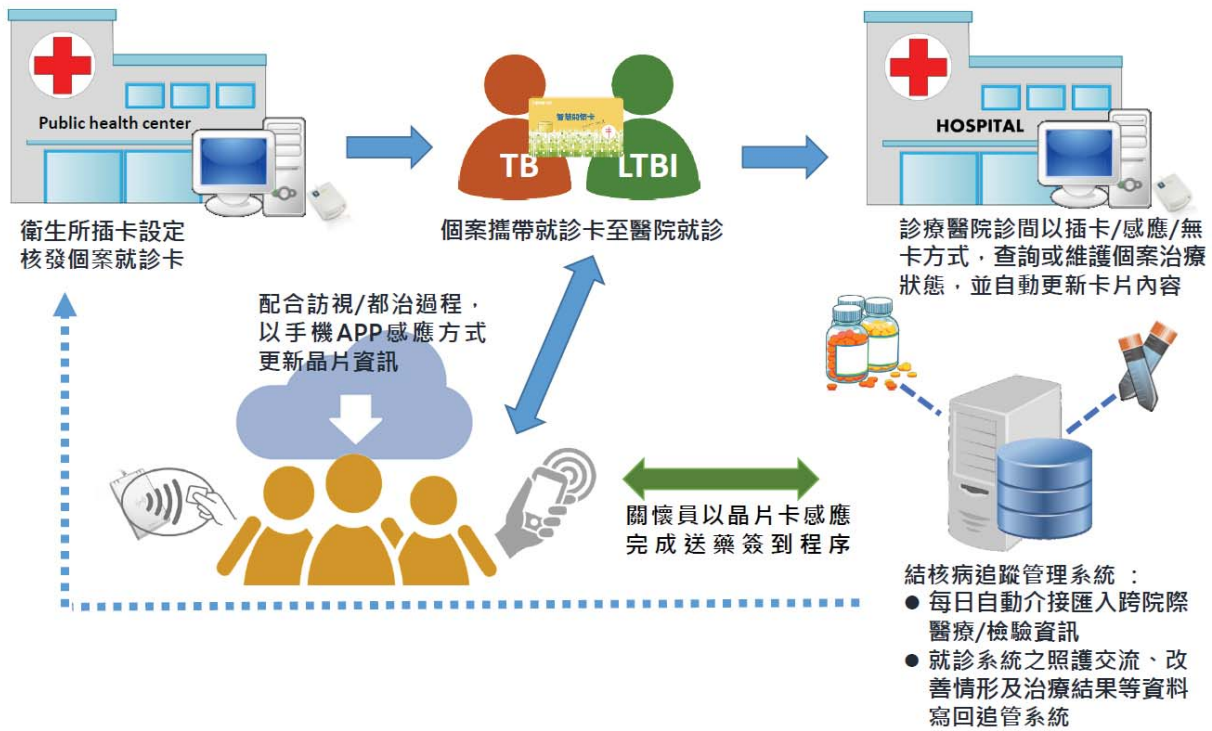 Public health center
衛生所插卡設定
核發個案就診卡
智慧關懷卡
TB
LTBI
個案攜帶就診卡至醫院就診
HOSPITAL
診療醫院診間以插卡/感應/無
卡方式，查詢或維護個案治療
狀態，並自動更新卡片內容
配合訪視/都治過程，
以手機APP感應方式
更新晶片資訊
關懷員以晶片卡感應
完成送藥簽到程序
結核病追蹤管理系統：
● 每日自動介接匯入跨院際
醫療/檢驗資訊
● 就診系統之照護交流、改
善情形及治療結果等資料
寫回追管系統